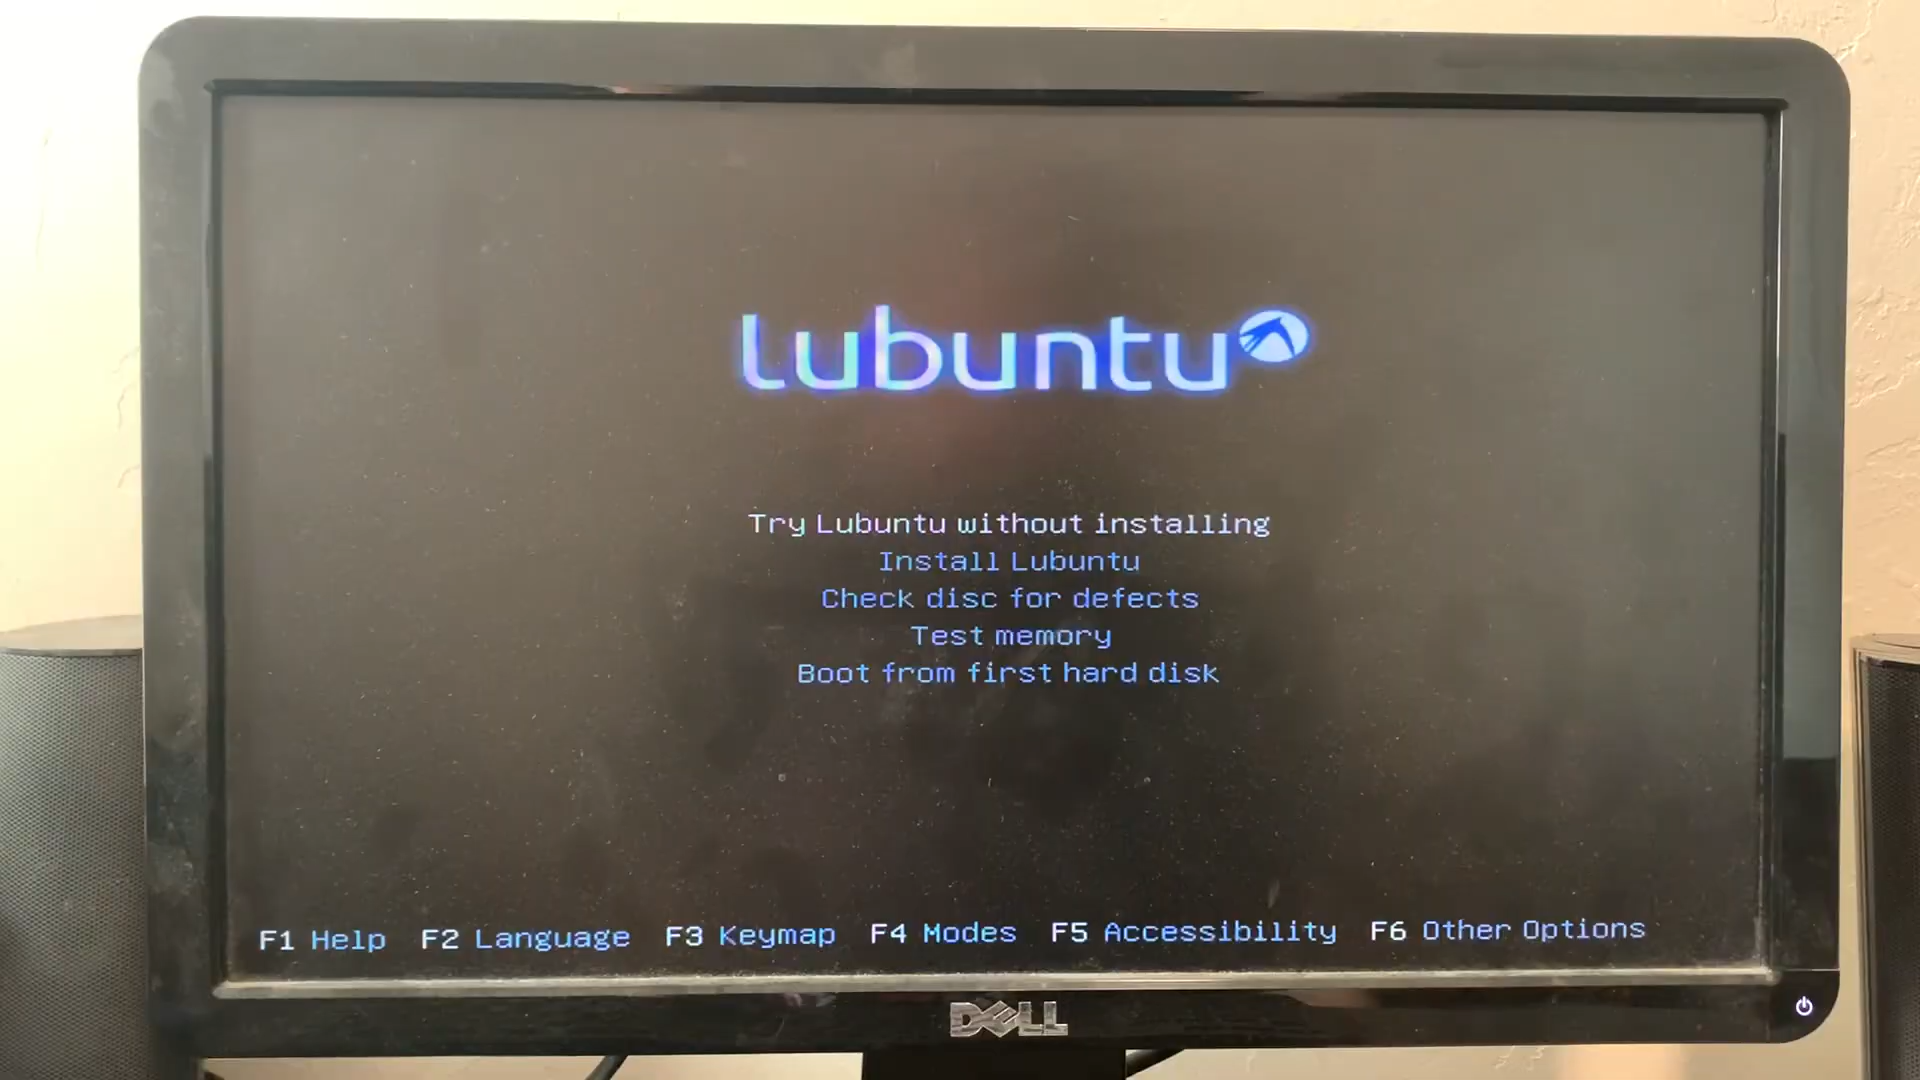 lubuntu
Try Lubuntu without installing
Install Lubuntu
Check disc for defects
Test memory
Boot from first hard disk
F1 Help F2 Language F3 Keymap F4 Modes F5 Accessibility F6 Other Options
DELL